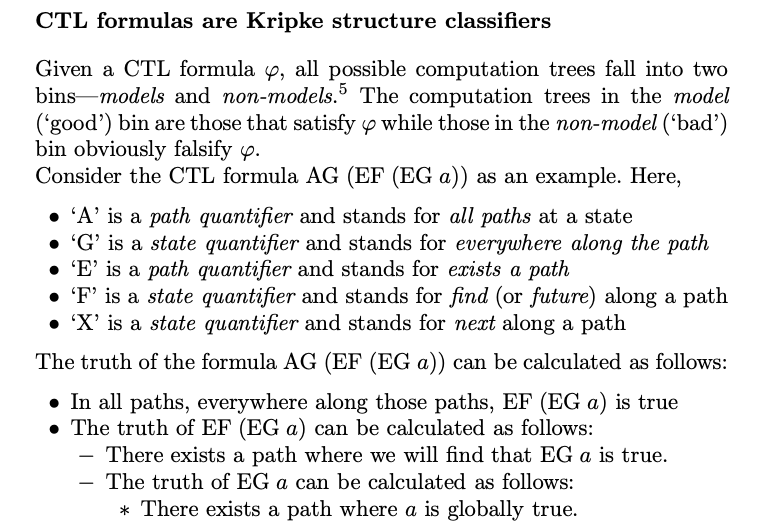 CTL formulas are Kripke structure classifiers
Given a CTL formula φ, all possible computation trees fall into two
bins—models and non-models.⁵ The computation trees in the model
(‘good’) bin are those that satisfy φ while those in the non-model (‘bad’)
bin obviously falsify φ.
Consider the CTL formula AG (EF (EG a)) as an example. Here,
• ‘A’ is a path quantifier and stands for all paths at a state
• ‘G’ is a state quantifier and stands for everywhere along the path
• ‘E’ is a path quantifier and stands for exists a path
• ‘F’ is a state quantifier and stands for find (or future) along a path
• ‘X’ is a state quantifier and stands for next along a path
The truth of the formula AG (EF (EG a)) can be calculated as follows:
• In all paths, everywhere along those paths, EF (EG a) is true
• The truth of EF (EG a) can be calculated as follows:
– There exists a path where we will find that EG a is true.
– The truth of EG a can be calculated as follows:
∗ There exists a path where a is globally true.